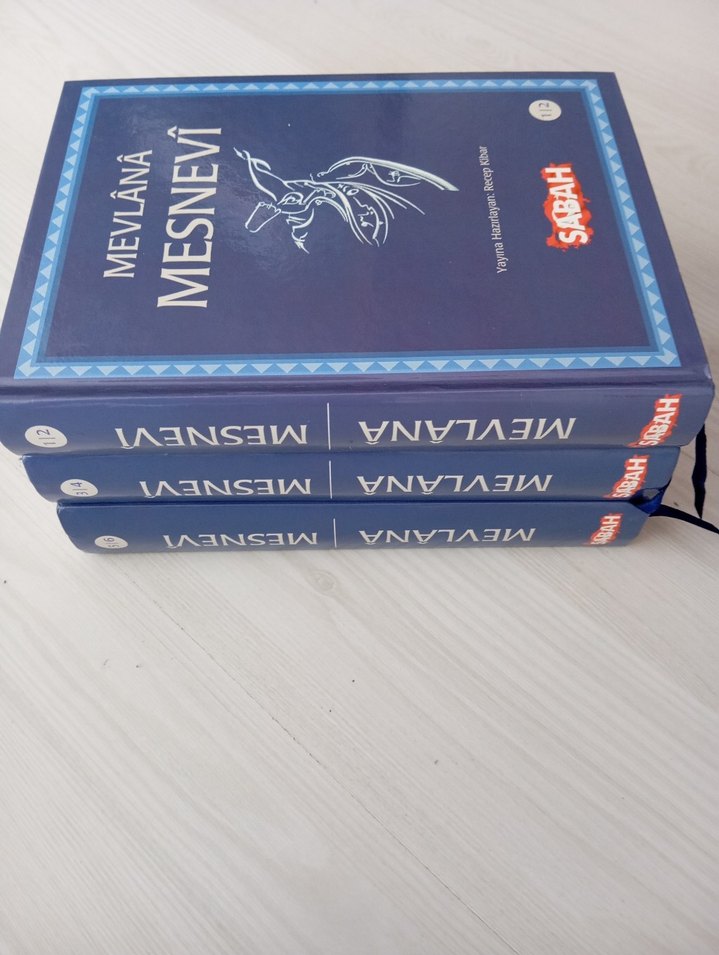 MEVLÂNÂ
MESNEVÎ
Yayına Hazırlayan: Recep Kibar
SABAH
1|2
MEVLÂNÂ | MESNEVÎ
1|2
SABAH
MEVLÂNÂ | MESNEVÎ
3|4
SABAH
MEVLÂNÂ | MESNEVÎ
5|6
SABAH